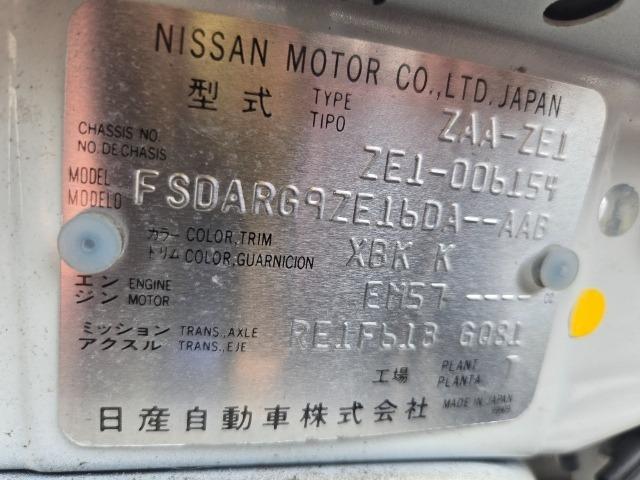 NISSAN MOTOR CO.,LTD.JAPAN
型式 TYPE TIPO ZAA-ZE1
CHASSIS NO. NO.DE CHASIS ZE1-006154
MODEL MODELO FSDARG9ZE16DA--AAB
カラー COLOR,TRIM
トリム COLOR,GUARNICION XBK K
エンジン ENGINE MOTOR EM57 ---- CC
ミッション TRANS.,AXLE
アクスル TRANS.,EJE RE1F61B GQ81
工場 PLANT PLANTA T
日産自動車株式会社 MADE IN JAPAN